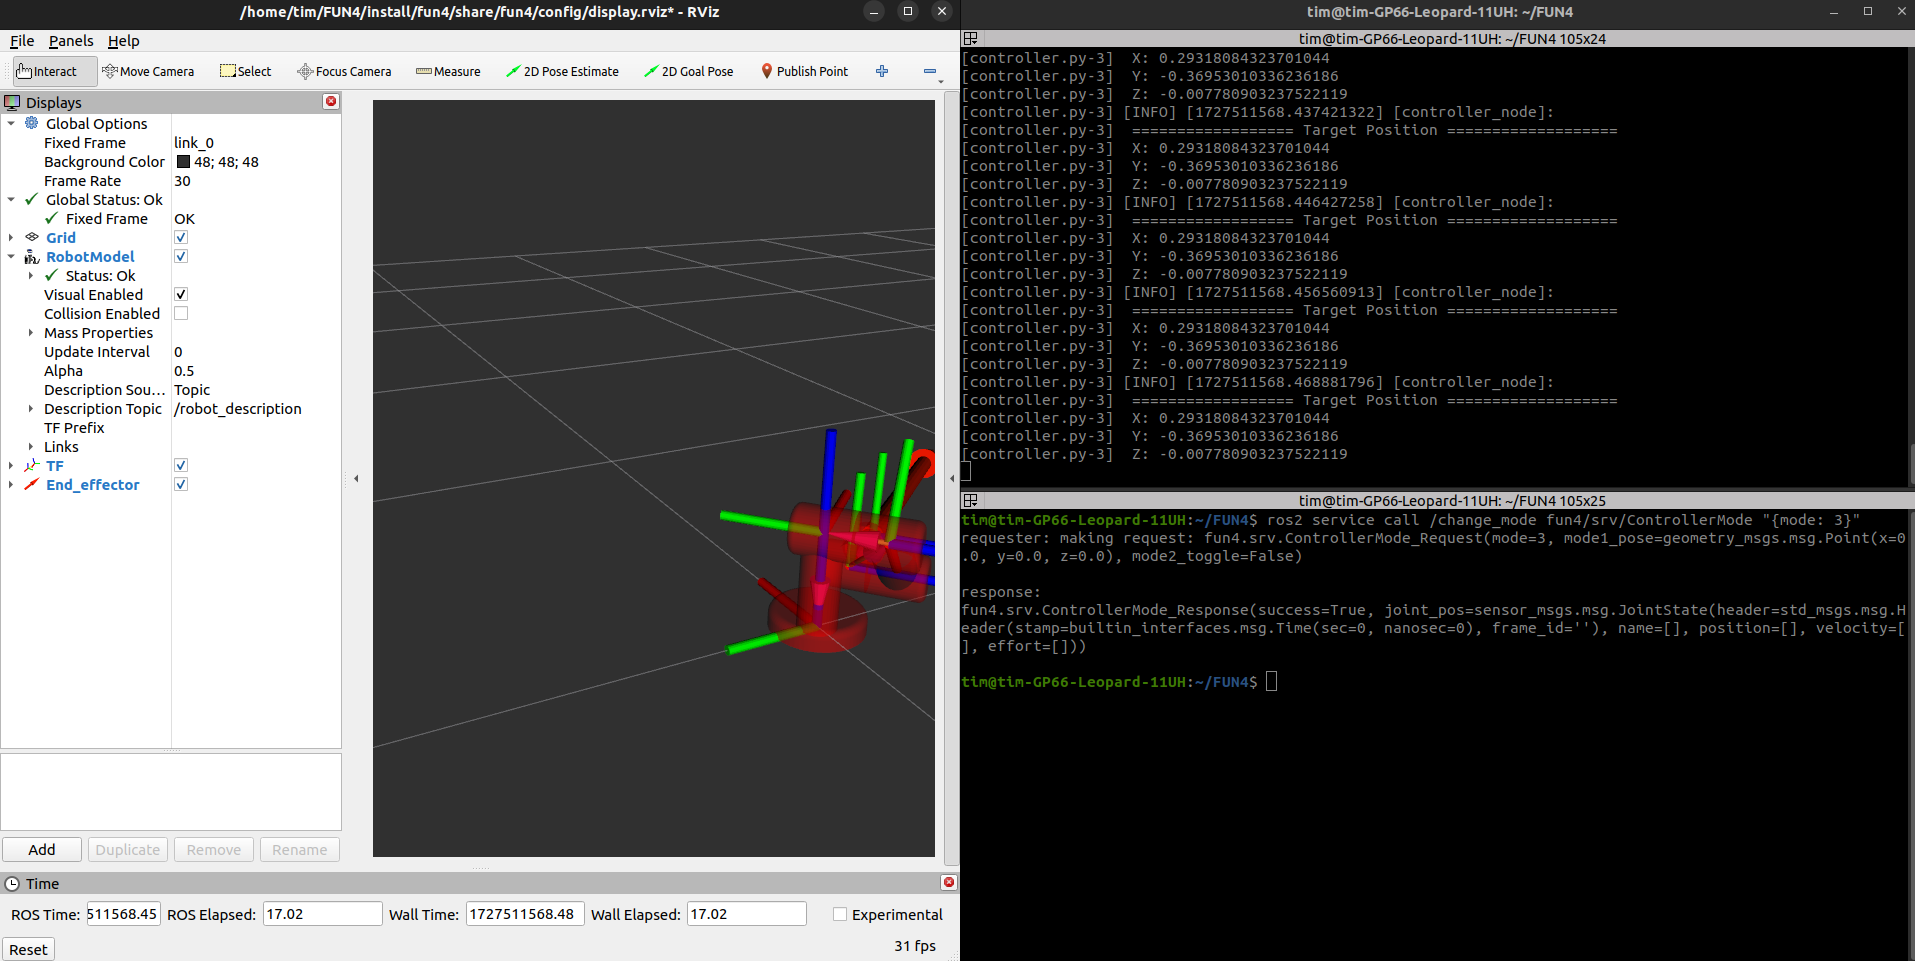 /home/tim/FUN4/install/fun4/share/fun4/config/display.rviz* - RViz
File Panels Help
Interact Move Camera Select Focus Camera Measure 2D Pose Estimate 2D Goal Pose Publish Point
Displays
Global Options
Fixed Frame link_0
Background Color 48; 48; 48
Frame Rate 30
Global Status: Ok
Fixed Frame OK
Grid
RobotModel
Status: Ok
Visual Enabled
Collision Enabled
Mass Properties
Update Interval 0
Alpha 0.5
Description Sou... Topic
Description Topic /robot_description
TF Prefix
Links
TF
End_effector
Add Duplicate Remove Rename
Time
ROS Time: 511568.45 ROS Elapsed: 17.02 Wall Time: 1727511568.48 Wall Elapsed: 17.02 Experimental
Reset 31 fps
tim@tim-GP66-Leopard-11UH: ~/FUN4
tim@tim-GP66-Leopard-11UH: ~/FUN4 105x24
[controller.py-3]  X: 0.29318084323701044
[controller.py-3]  Y: -0.36953010336236186
[controller.py-3]  Z: -0.007780903237522119
[controller.py-3] [INFO] [1727511568.437421322] [controller_node]:
[controller.py-3]  ================== Target Position ===================
[controller.py-3]  X: 0.29318084323701044
[controller.py-3]  Y: -0.36953010336236186
[controller.py-3]  Z: -0.007780903237522119
[controller.py-3] [INFO] [1727511568.446427258] [controller_node]:
[controller.py-3]  ================== Target Position ===================
[controller.py-3]  X: 0.29318084323701044
[controller.py-3]  Y: -0.36953010336236186
[controller.py-3]  Z: -0.007780903237522119
[controller.py-3] [INFO] [1727511568.456560913] [controller_node]:
[controller.py-3]  ================== Target Position ===================
[controller.py-3]  X: 0.29318084323701044
[controller.py-3]  Y: -0.36953010336236186
[controller.py-3]  Z: -0.007780903237522119
[controller.py-3] [INFO] [1727511568.468881796] [controller_node]:
[controller.py-3]  ================== Target Position ===================
[controller.py-3]  X: 0.29318084323701044
[controller.py-3]  Y: -0.36953010336236186
[controller.py-3]  Z: -0.007780903237522119
tim@tim-GP66-Leopard-11UH: ~/FUN4 105x25
tim@tim-GP66-Leopard-11UH:~/FUN4$ ros2 service call /change_mode fun4/srv/ControllerMode "{mode: 3}"
requester: making request: fun4.srv.ControllerMode_Request(mode=3, mode1_pose=geometry_msgs.msg.Point(x=0
.0, y=0.0, z=0.0), mode2_toggle=False)
response:
fun4.srv.ControllerMode_Response(success=True, joint_pos=sensor_msgs.msg.JointState(header=std_msgs.msg.H
eader(stamp=builtin_interfaces.msg.Time(sec=0, nanosec=0), frame_id=''), name=[], position=[], velocity=[
], effort=[]))
tim@tim-GP66-Leopard-11UH:~/FUN4$